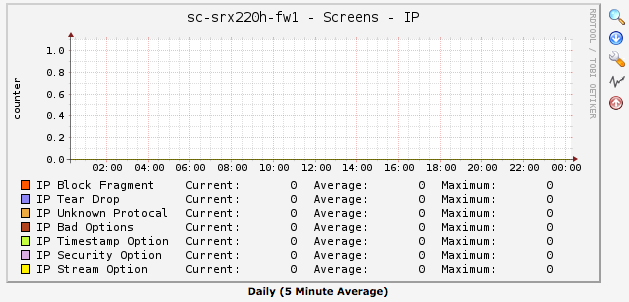 sc-srx220h-fw1 - Screens - IP
RRDTOOL / TOBI OETIKER
counter
1.0
0.8
0.6
0.4
0.2
0.0
02:00 04:00 06:00 08:00 10:00 12:00 14:00 16:00 18:00 20:00 22:00 00:00
IP Block Fragment Current: 0 Average: 0 Maximum: 0
IP Tear Drop Current: 0 Average: 0 Maximum: 0
IP Unknown Protocal Current: 0 Average: 0 Maximum: 0
IP Bad Options Current: 0 Average: 0 Maximum: 0
IP Timestamp Option Current: 0 Average: 0 Maximum: 0
IP Security Option Current: 0 Average: 0 Maximum: 0
IP Stream Option Current: 0 Average: 0 Maximum: 0
Daily (5 Minute Average)